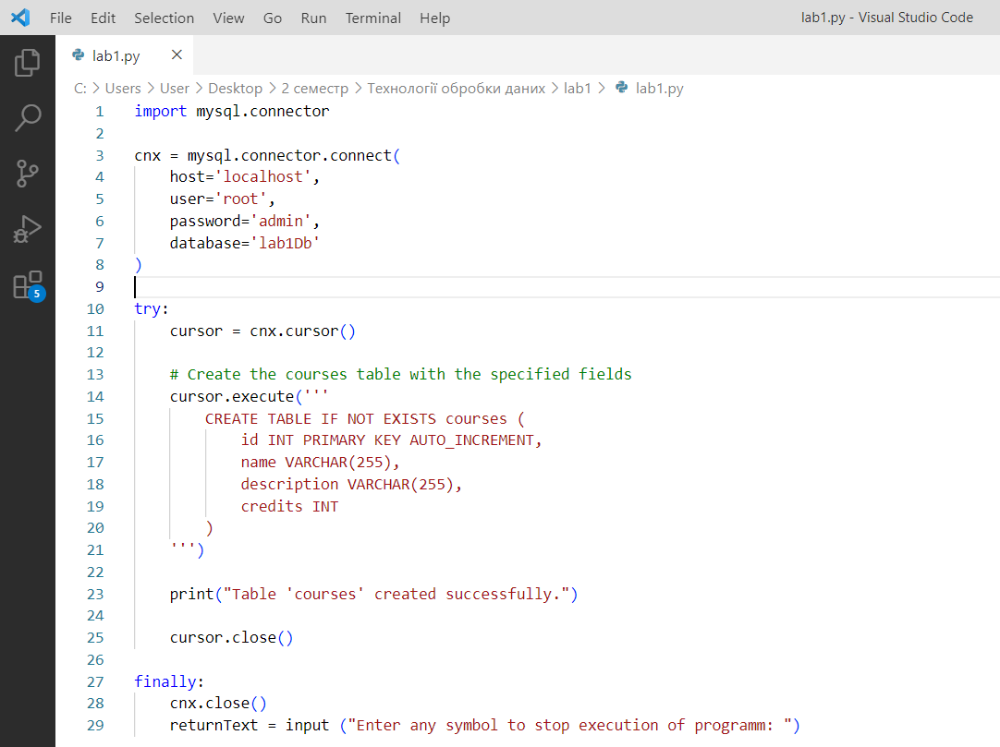 File Edit Selection View Go Run Terminal Help lab1.py - Visual Studio Code
lab1.py
C: > Users > User > Desktop > 2 семестр > Технології обробки даних > lab1 > lab1.py
1 import mysql.connector
2
3 cnx = mysql.connector.connect(
4     host='localhost',
5     user='root',
6     password='admin',
7     database='lab1Db'
8 )
9
10 try:
11     cursor = cnx.cursor()
12
13     # Create the courses table with the specified fields
14     cursor.execute('''
15         CREATE TABLE IF NOT EXISTS courses (
16             id INT PRIMARY KEY AUTO_INCREMENT,
17             name VARCHAR(255),
18             description VARCHAR(255),
19             credits INT
20         )
21     ''')
22
23     print("Table 'courses' created successfully.")
24
25     cursor.close()
26
27 finally:
28     cnx.close()
29     returnText = input ("Enter any symbol to stop execution of programm: ")
5